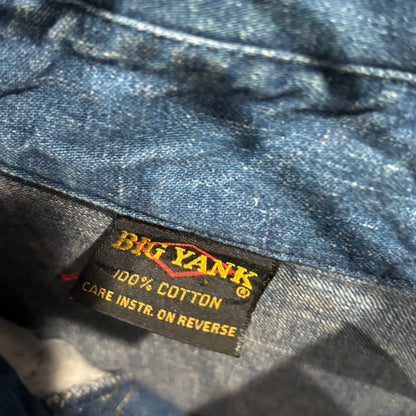 BIG YANK ®
100% COTTON
CARE INSTR. ON REVERSE